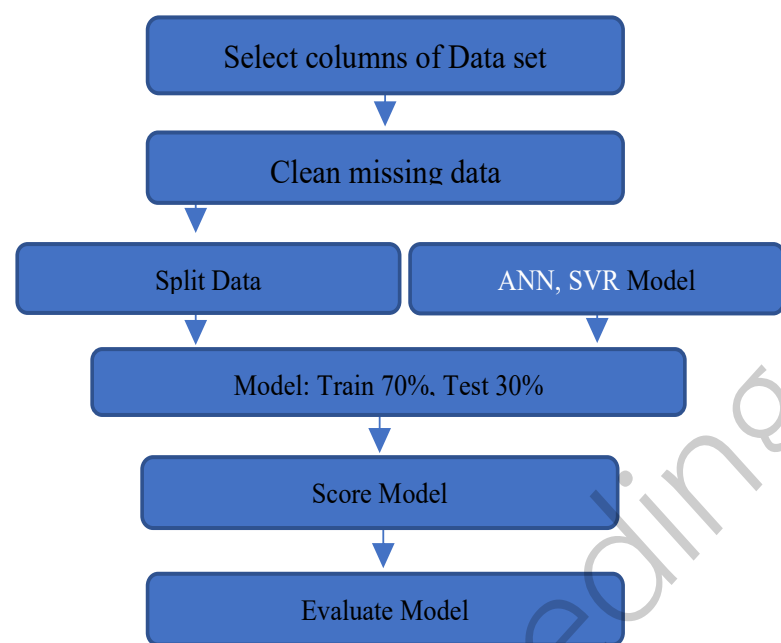 Select columns of Data set
Clean missing data
Split Data
ANN, SVR Model
Model: Train 70%, Test 30%
Score Model
Evaluate Model
eding